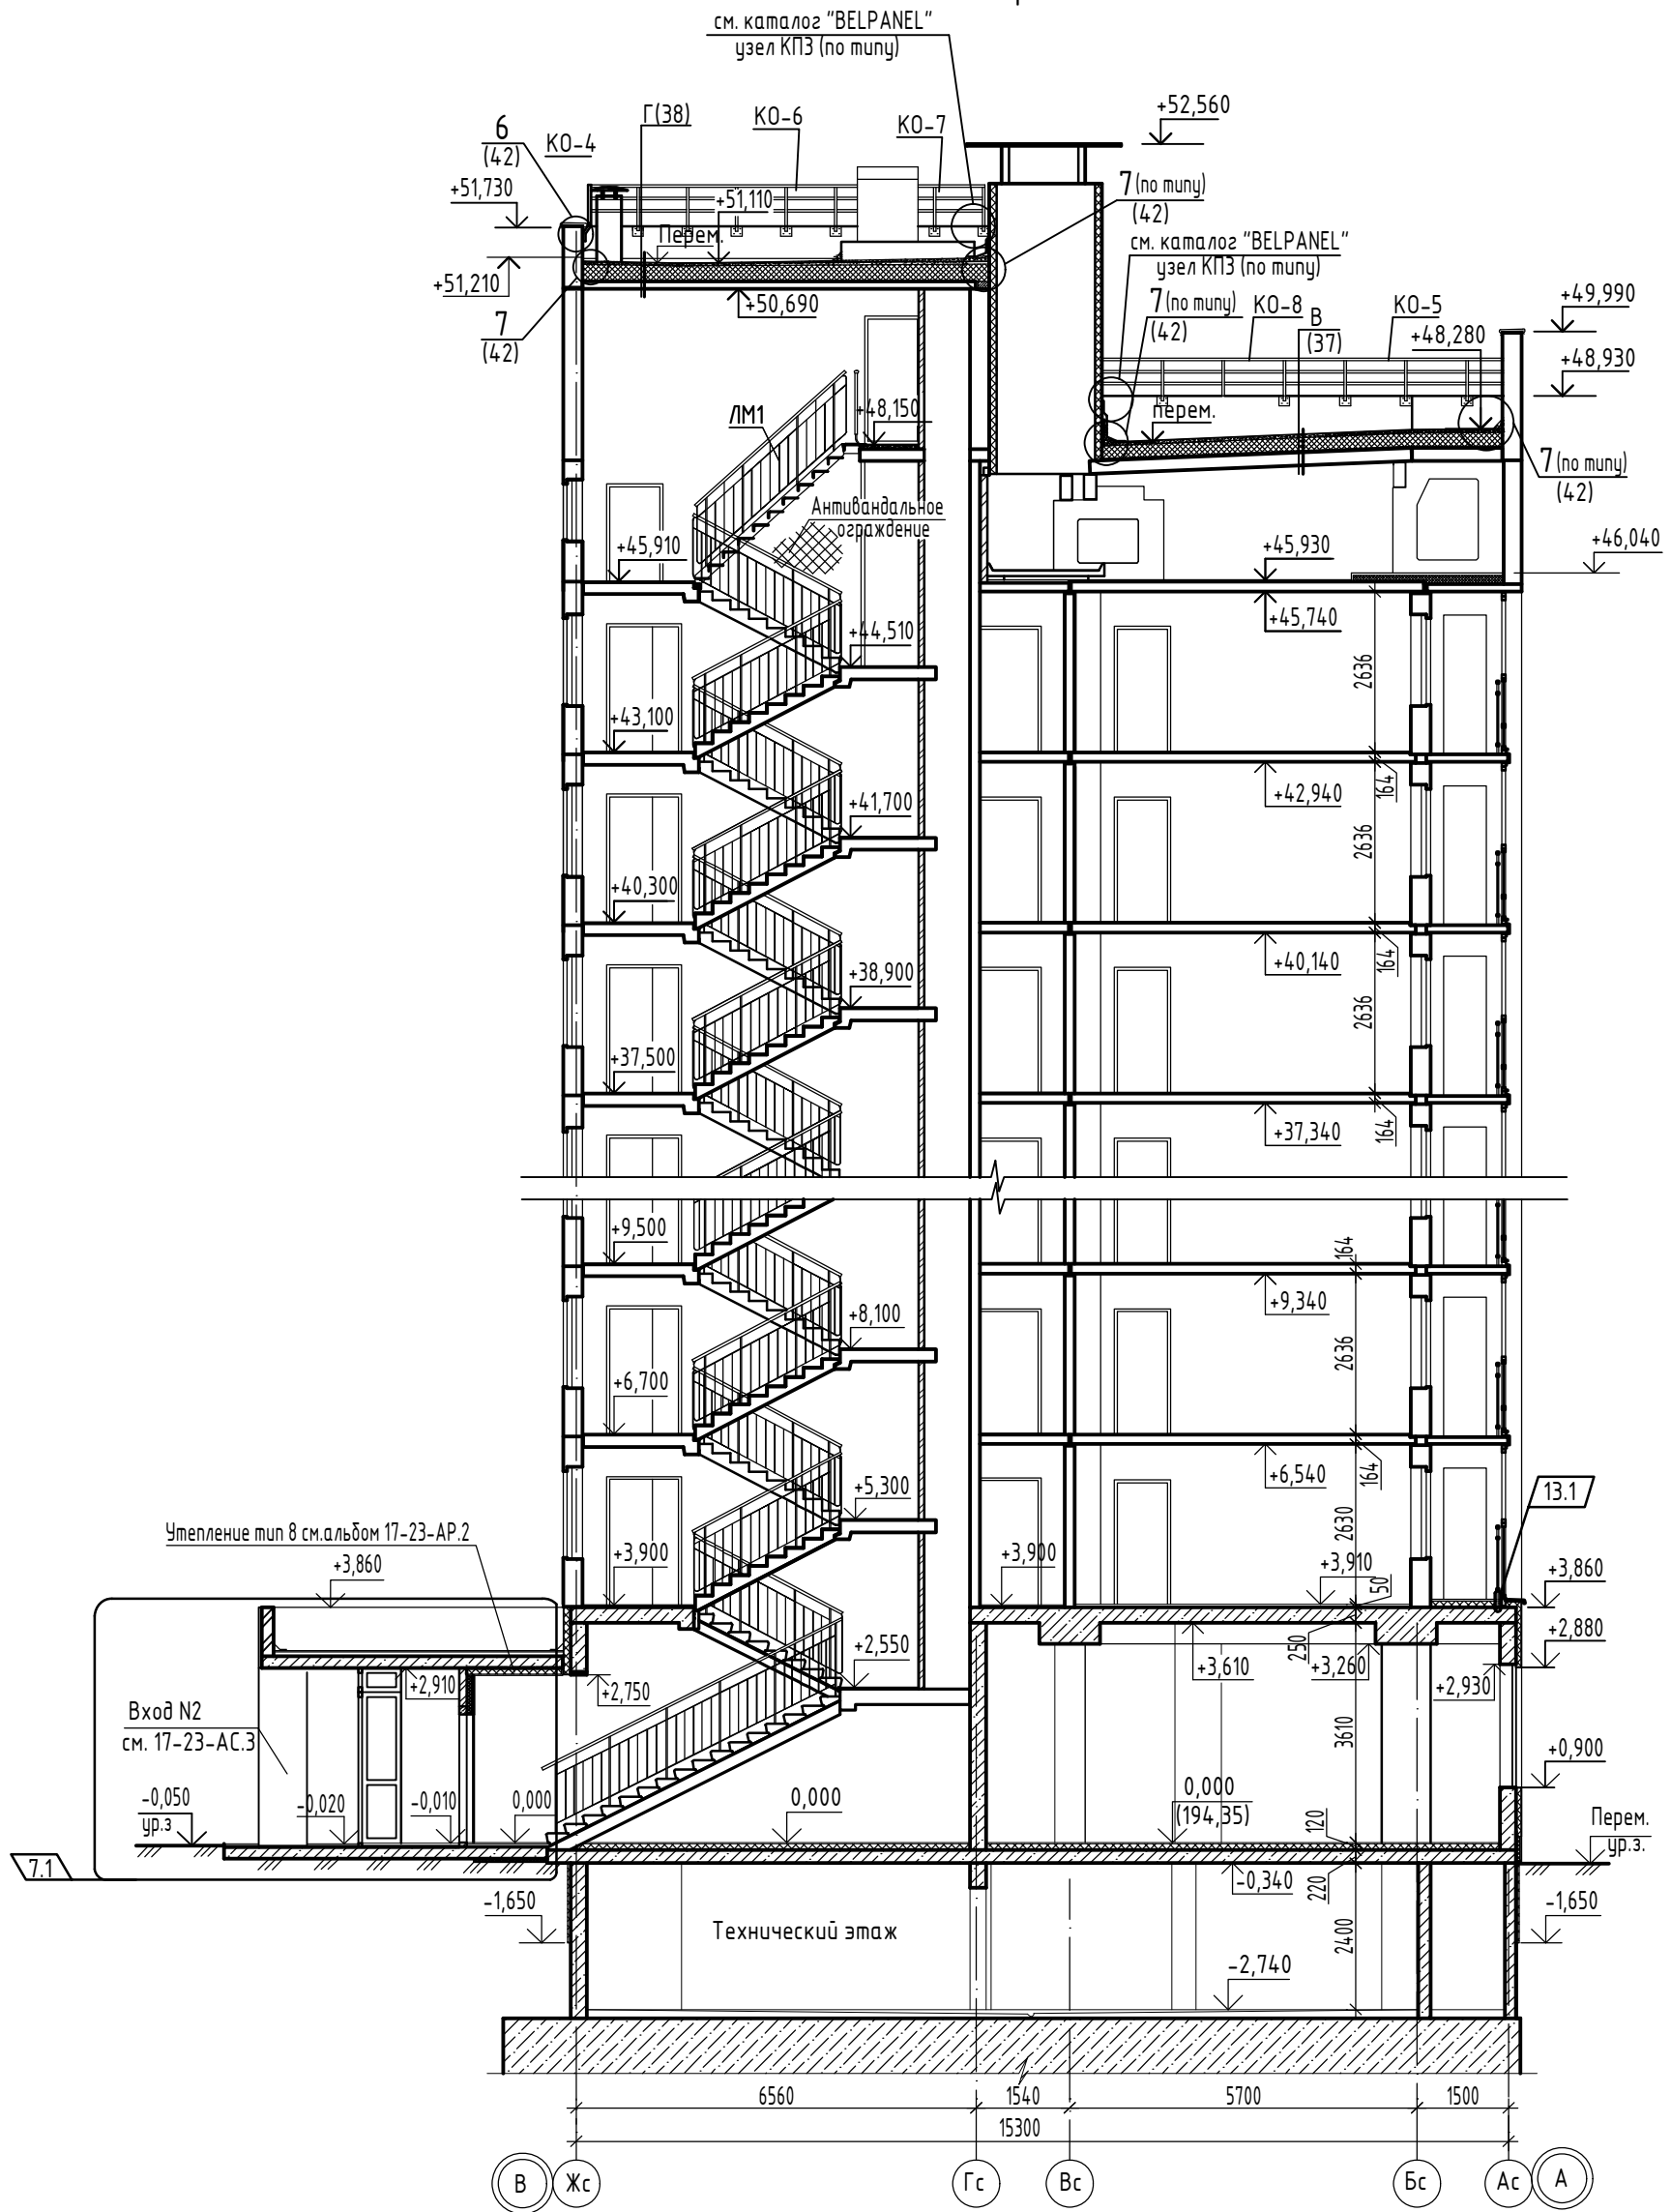 см. каталог "BELPANEL"
узел КПЗ (по типу)
+52,560
Г(38)
КО-6
КО-7
6
(42)
КО-4
+51,730
+51,110
7 (по типу)
(42)
Перем.
см. каталог "BELPANEL"
узел КПЗ (по типу)
+51,210
+50,690
7 (по типу)
(42)
КО-8
В
(37)
КО-5
+49,990
7
(42)
+48,280
+48,930
ЛМ1
+48,150
перем.
7 (по типу)
(42)
Антивандальное
ограждение
+45,910
+45,930
+46,040
+45,740
+44,510
2636
+43,100
+42,940
164
+41,700
2636
+40,300
+40,140
164
+38,900
2636
+37,500
+37,340
164
+9,500
164
+9,340
+8,100
2636
+6,700
+6,540
164
+5,300
13.1
2630
Утепление тип 8 см.альбом 17-23-АР.2
+3,860
+3,900
+3,900
+3,910
50
+3,860
+2,550
250
+3,610
+3,260
+2,880
+2,910
+2,750
+2,930
Вход N2
см. 17-23-АС.3
3610
+0,900
-0,050
ур.з
-0,020
-0,010
0,000
0,000
0,000
(194,35)
120
Перем.
ур.з.
7.1
-0,340
220
-1,650
-1,650
Технический этаж
2400
-2,740
6560
1540
5700
1500
15300
В
Жс
Гс
Вс
Бс
Ас
А